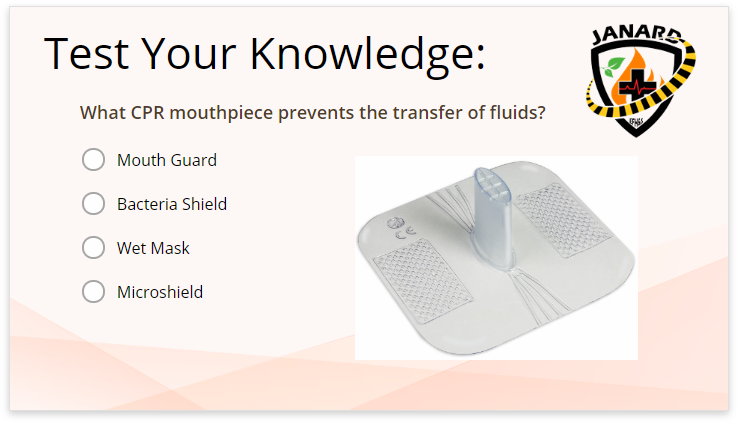 Test Your Knowledge:
JANARD
What CPR mouthpiece prevents the transfer of fluids?
Mouth Guard
Bacteria Shield
Wet Mask
Microshield
CE